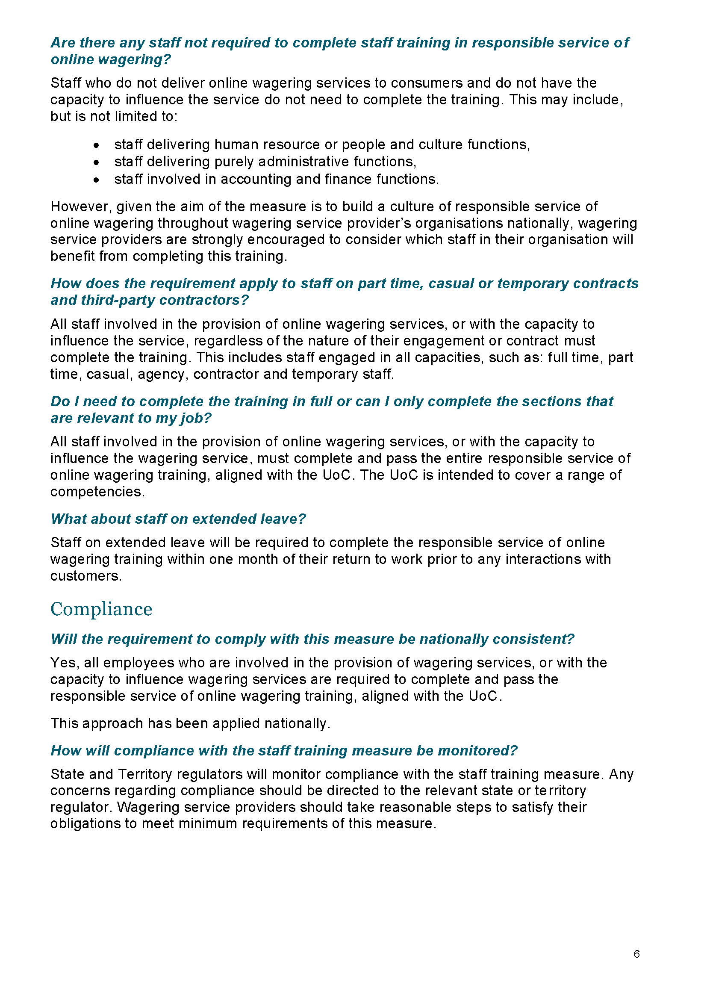 Are there any staff not required to complete staff training in responsible service of
online wagering?
Staff who do not deliver online wagering services to consumers and do not have the
capacity to influence the service do not need to complete the training. This may include,
but is not limited to:
• staff delivering human resource or people and culture functions,
• staff delivering purely administrative functions,
• staff involved in accounting and finance functions.
However, given the aim of the measure is to build a culture of responsible service of
online wagering throughout wagering service provider’s organisations nationally, wagering
service providers are strongly encouraged to consider which staff in their organisation will
benefit from completing this training.
How does the requirement apply to staff on part time, casual or temporary contracts
and third-party contractors?
All staff involved in the provision of online wagering services, or with the capacity to
influence the service, regardless of the nature of their engagement or contract must
complete the training. This includes staff engaged in all capacities, such as: full time, part
time, casual, agency, contractor and temporary staff.
Do I need to complete the training in full or can I only complete the sections that
are relevant to my job?
All staff involved in the provision of online wagering services, or with the capacity to
influence the wagering service, must complete and pass the entire responsible service of
online wagering training, aligned with the UoC. The UoC is intended to cover a range of
competencies.
What about staff on extended leave?
Staff on extended leave will be required to complete the responsible service of online
wagering training within one month of their return to work prior to any interactions with
customers.
Compliance
Will the requirement to comply with this measure be nationally consistent?
Yes, all employees who are involved in the provision of wagering services, or with the
capacity to influence wagering services are required to complete and pass the
responsible service of online wagering training, aligned with the UoC.
This approach has been applied nationally.
How will compliance with the staff training measure be monitored?
State and Territory regulators will monitor compliance with the staff training measure. Any
concerns regarding compliance should be directed to the relevant state or territory
regulator. Wagering service providers should take reasonable steps to satisfy their
obligations to meet minimum requirements of this measure.
6